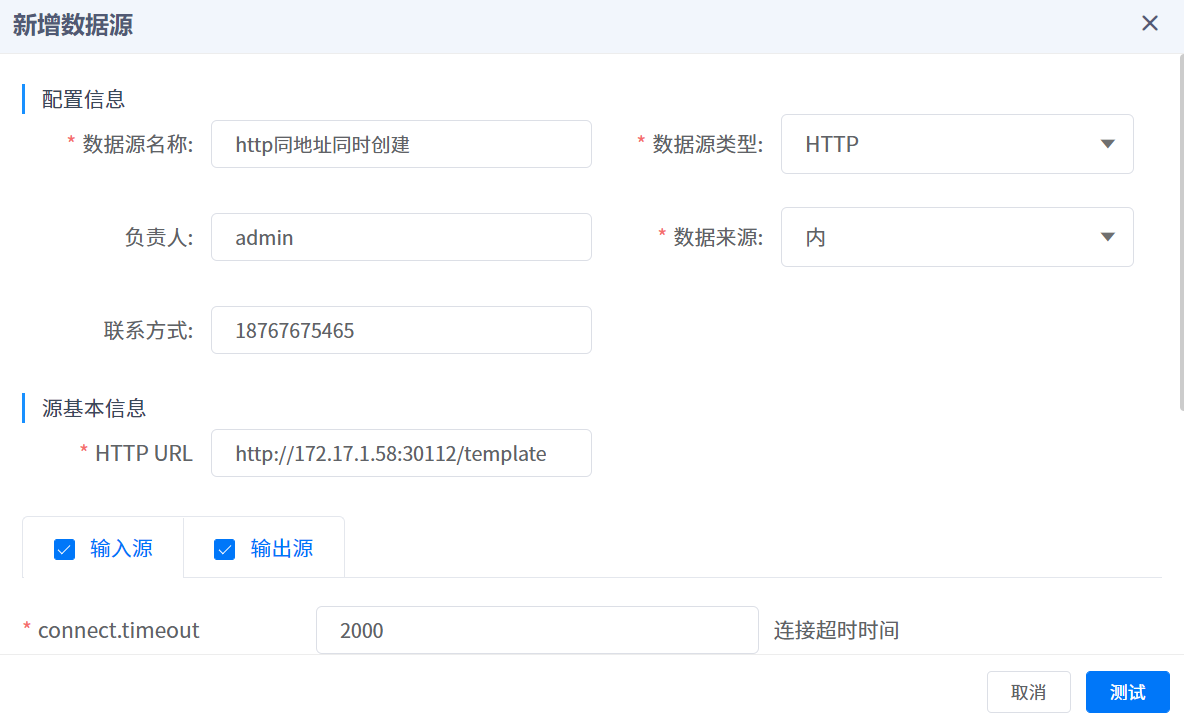 新增数据源
配置信息
* 数据源名称: http同地址同时创建 * 数据源类型: HTTP
负责人: admin * 数据来源: 内
联系方式: 18767675465
源基本信息
* HTTP URL http://172.17.1.58:30112/template
输入源 输出源
* connect.timeout 2000 连接超时时间
取消 测试